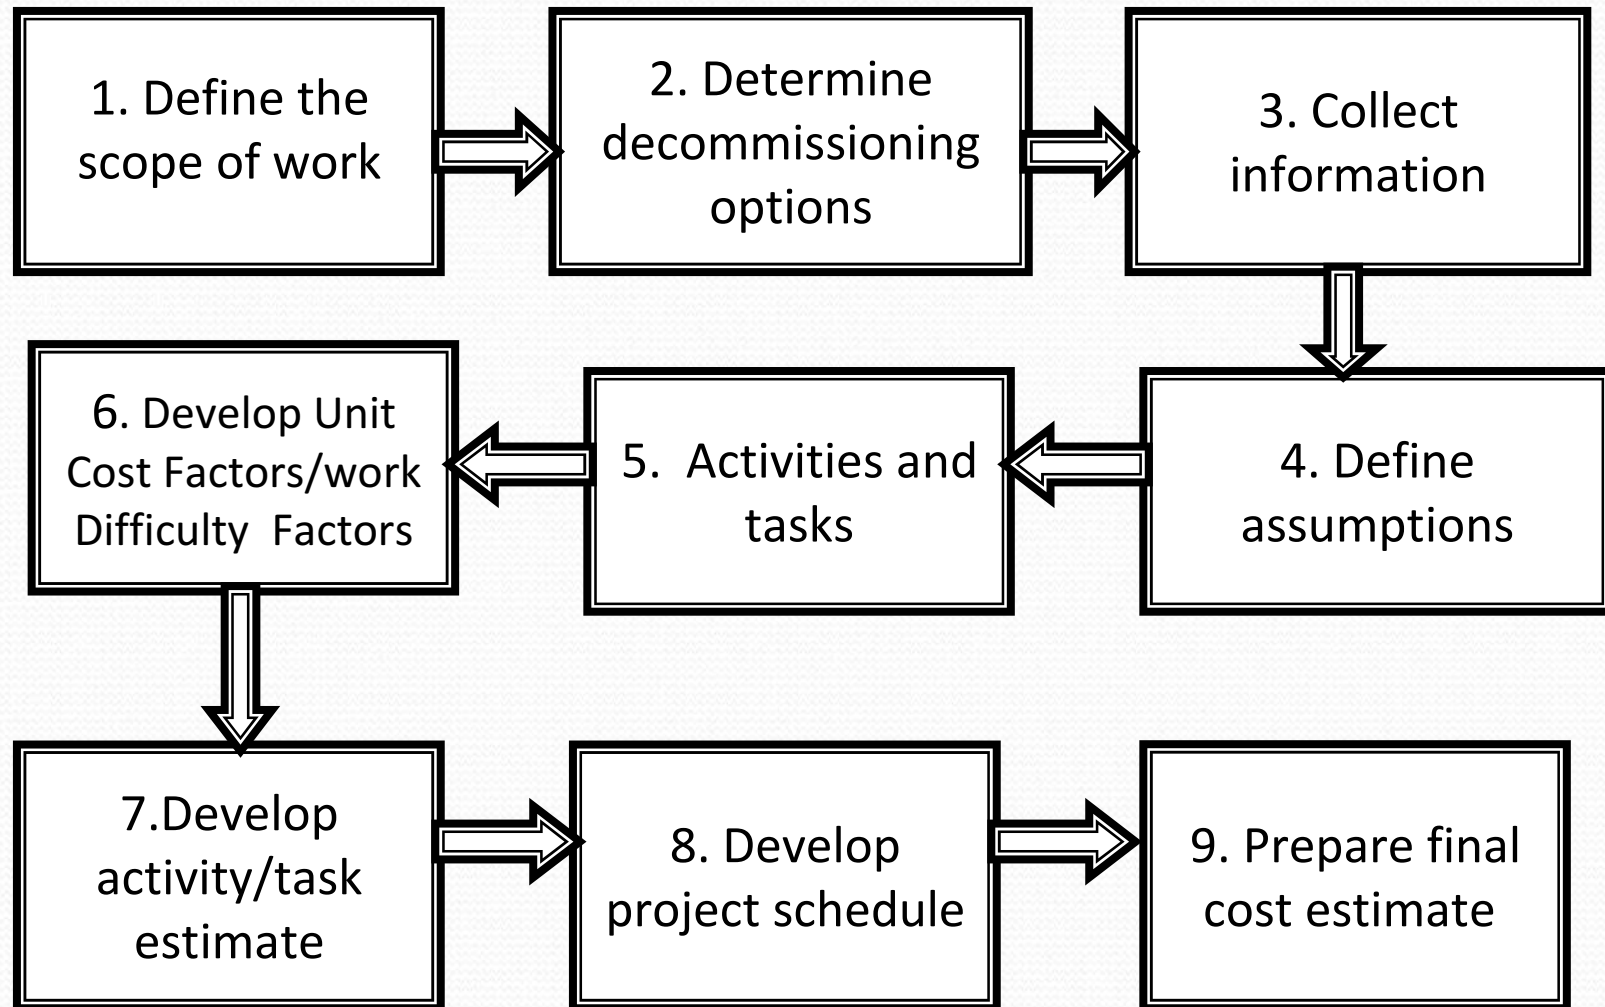 1. Define the
scope of work
2. Determine
decommissioning
options
3. Collect
information
4. Define
assumptions
5.  Activities and
tasks
6. Develop Unit
Cost Factors/work
Difficulty  Factors
7.Develop
activity/task
estimate
8. Develop
project schedule
9. Prepare final
cost estimate